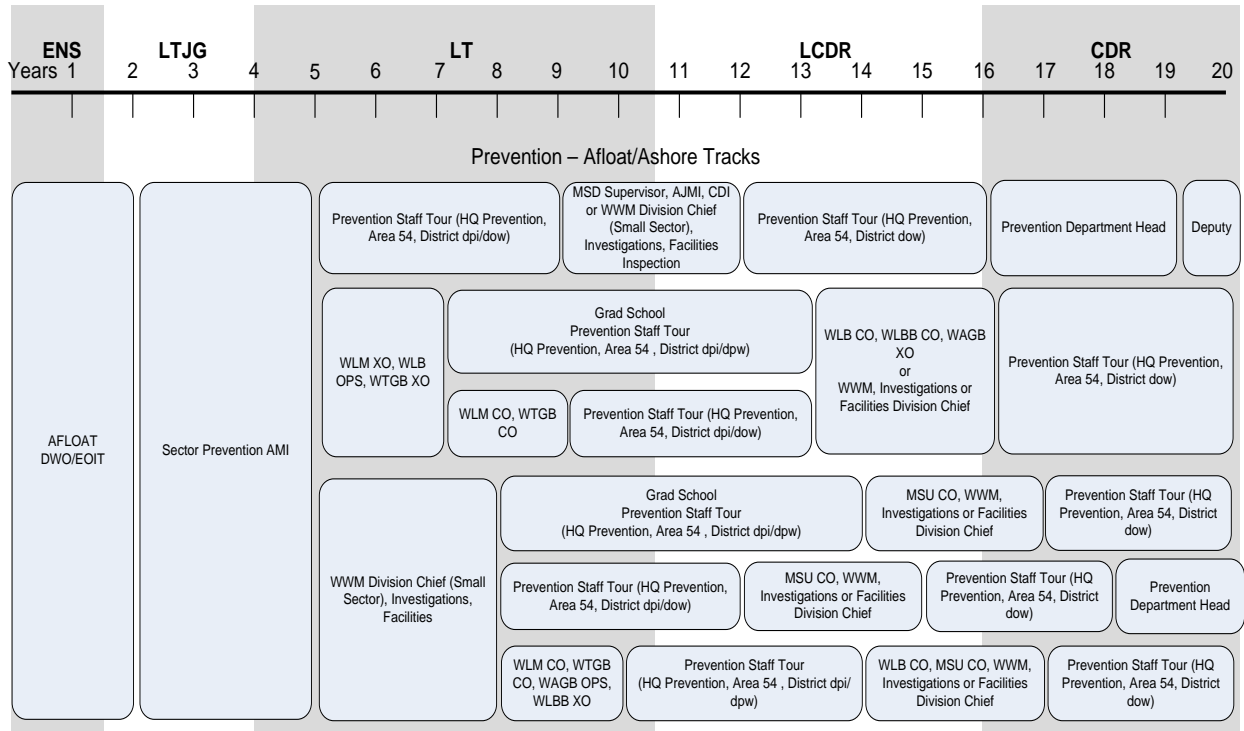 ENS LTJG LT LCDR CDR
Years 1 2 3 4 5 6 7 8 9 10 11 12 13 14 15 16 17 18 19 20
Prevention – Afloat/Ashore Tracks
AFLOAT
DWO/EOIT
Sector Prevention AMI
Prevention Staff Tour (HQ Prevention,
Area 54, District dpi/dow)
MSD Supervisor, AJMI, CDI
or WWM Division Chief
(Small Sector),
Investigations, Facilities
Inspection
Prevention Staff Tour (HQ Prevention,
Area 54, District dow)
Prevention Department Head
Deputy
WLM XO, WLB
OPS, WTGB XO
Grad School
Prevention Staff Tour
(HQ Prevention, Area 54 , District dpi/dpw)
WLM CO, WTGB
CO
Prevention Staff Tour (HQ Prevention,
Area 54, District dpi/dow)
WLB CO, WLBB CO, WAGB
XO
or
WWM, Investigations or
Facilities Division Chief
Prevention Staff Tour (HQ Prevention,
Area 54, District dow)
WWM Division Chief (Small
Sector), Investigations,
Facilities
Grad School
Prevention Staff Tour
(HQ Prevention, Area 54 , District dpi/dpw)
MSU CO, WWM,
Investigations or Facilities
Division Chief
Prevention Staff Tour (HQ
Prevention, Area 54, District
dow)
Prevention Staff Tour (HQ Prevention,
Area 54, District dpi/dow)
MSU CO, WWM,
Investigations or Facilities
Division Chief
Prevention Staff Tour (HQ
Prevention, Area 54, District
dow)
Prevention
Department Head
WLM CO, WTGB
CO, WAGB OPS,
WLBB XO
Prevention Staff Tour
(HQ Prevention, Area 54 , District dpi/
dpw)
WLB CO, MSU CO, WWM,
Investigations or Facilities
Division Chief
Prevention Staff Tour (HQ
Prevention, Area 54, District
dow)